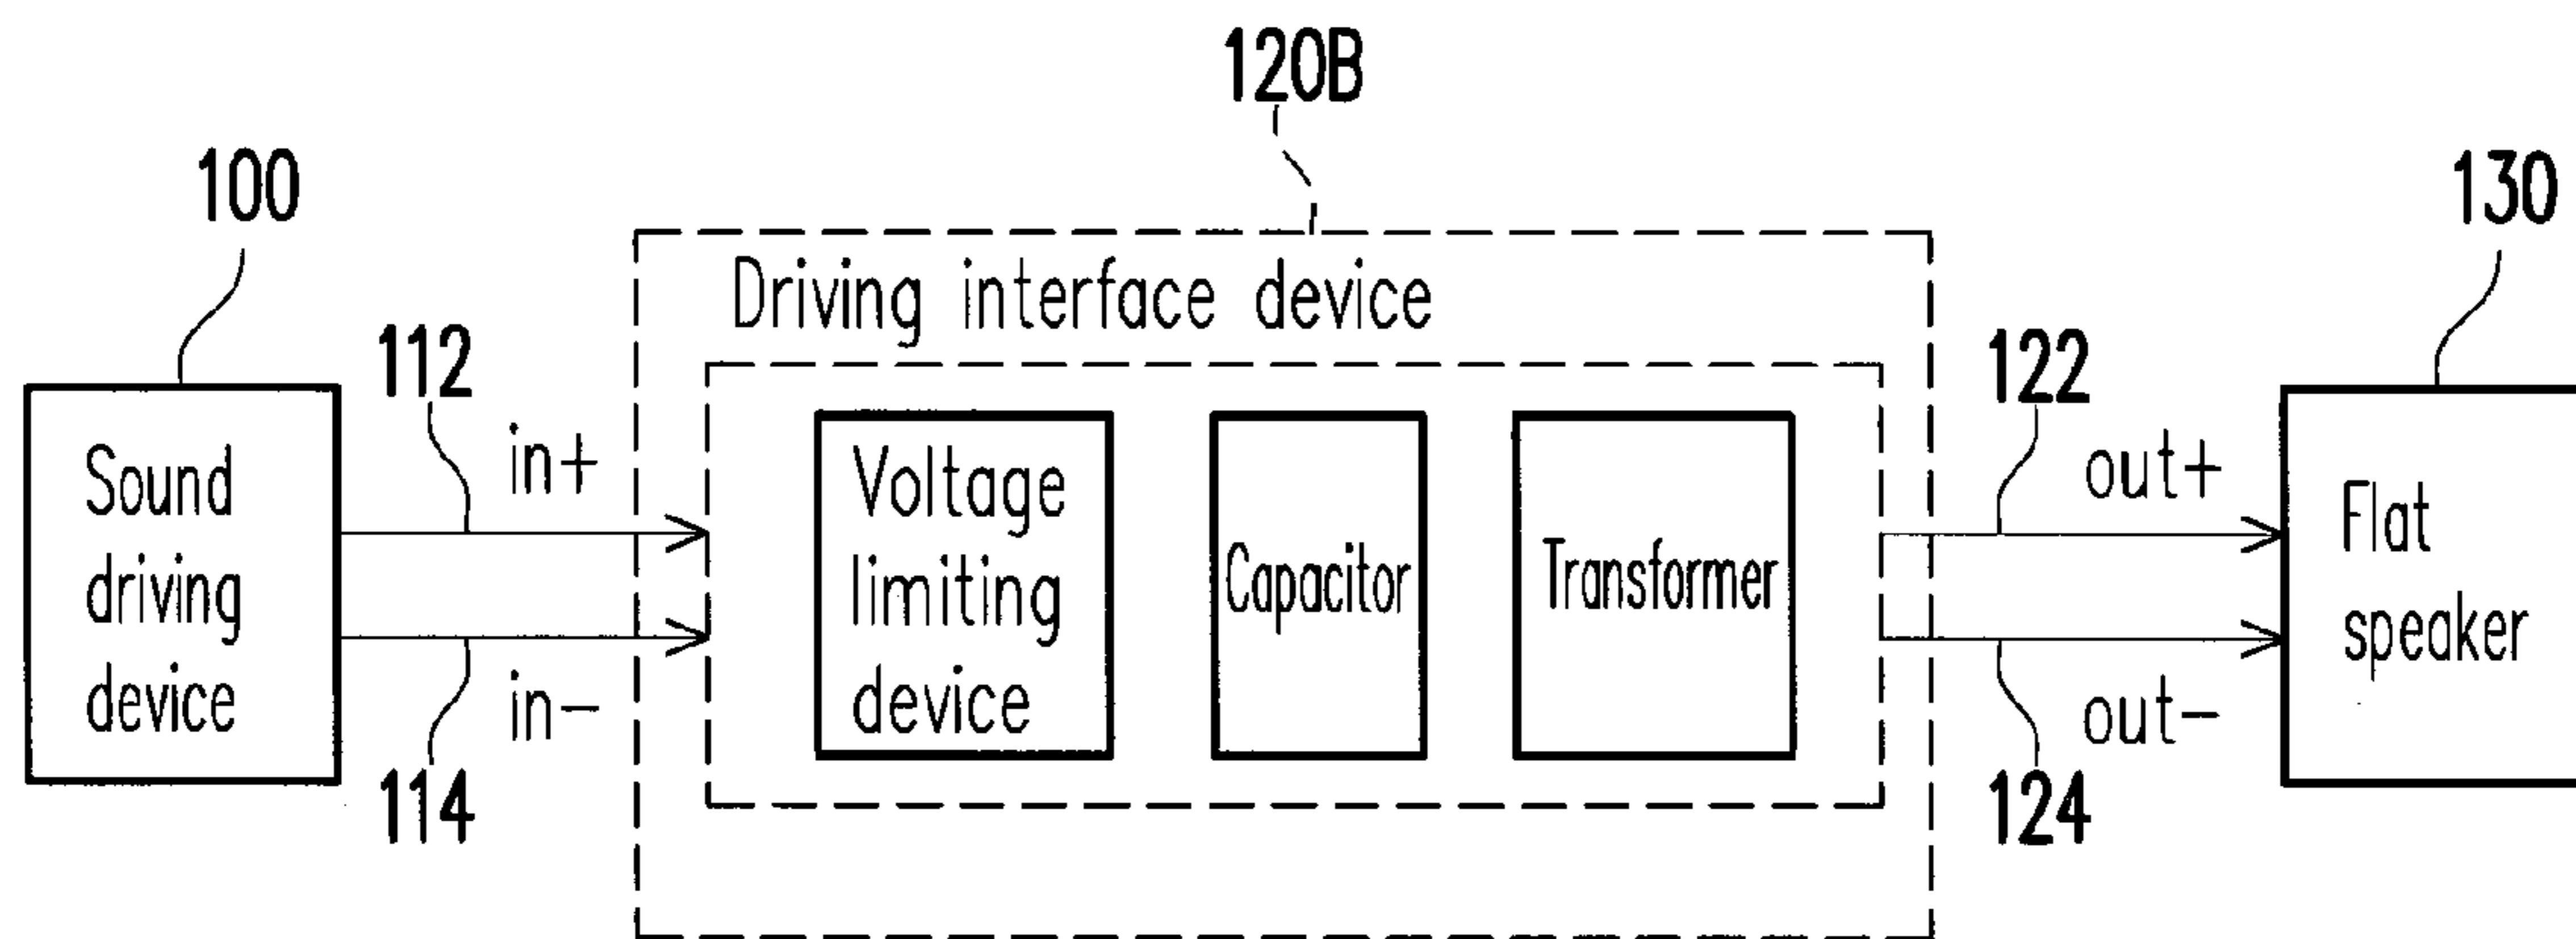 120B
100
130
Driving interface device
112
122
in+
out+
Sound
driving
device
Voltage
limiting
device
Capacitor
Transformer
Flat
speaker
in-
out-
114
124